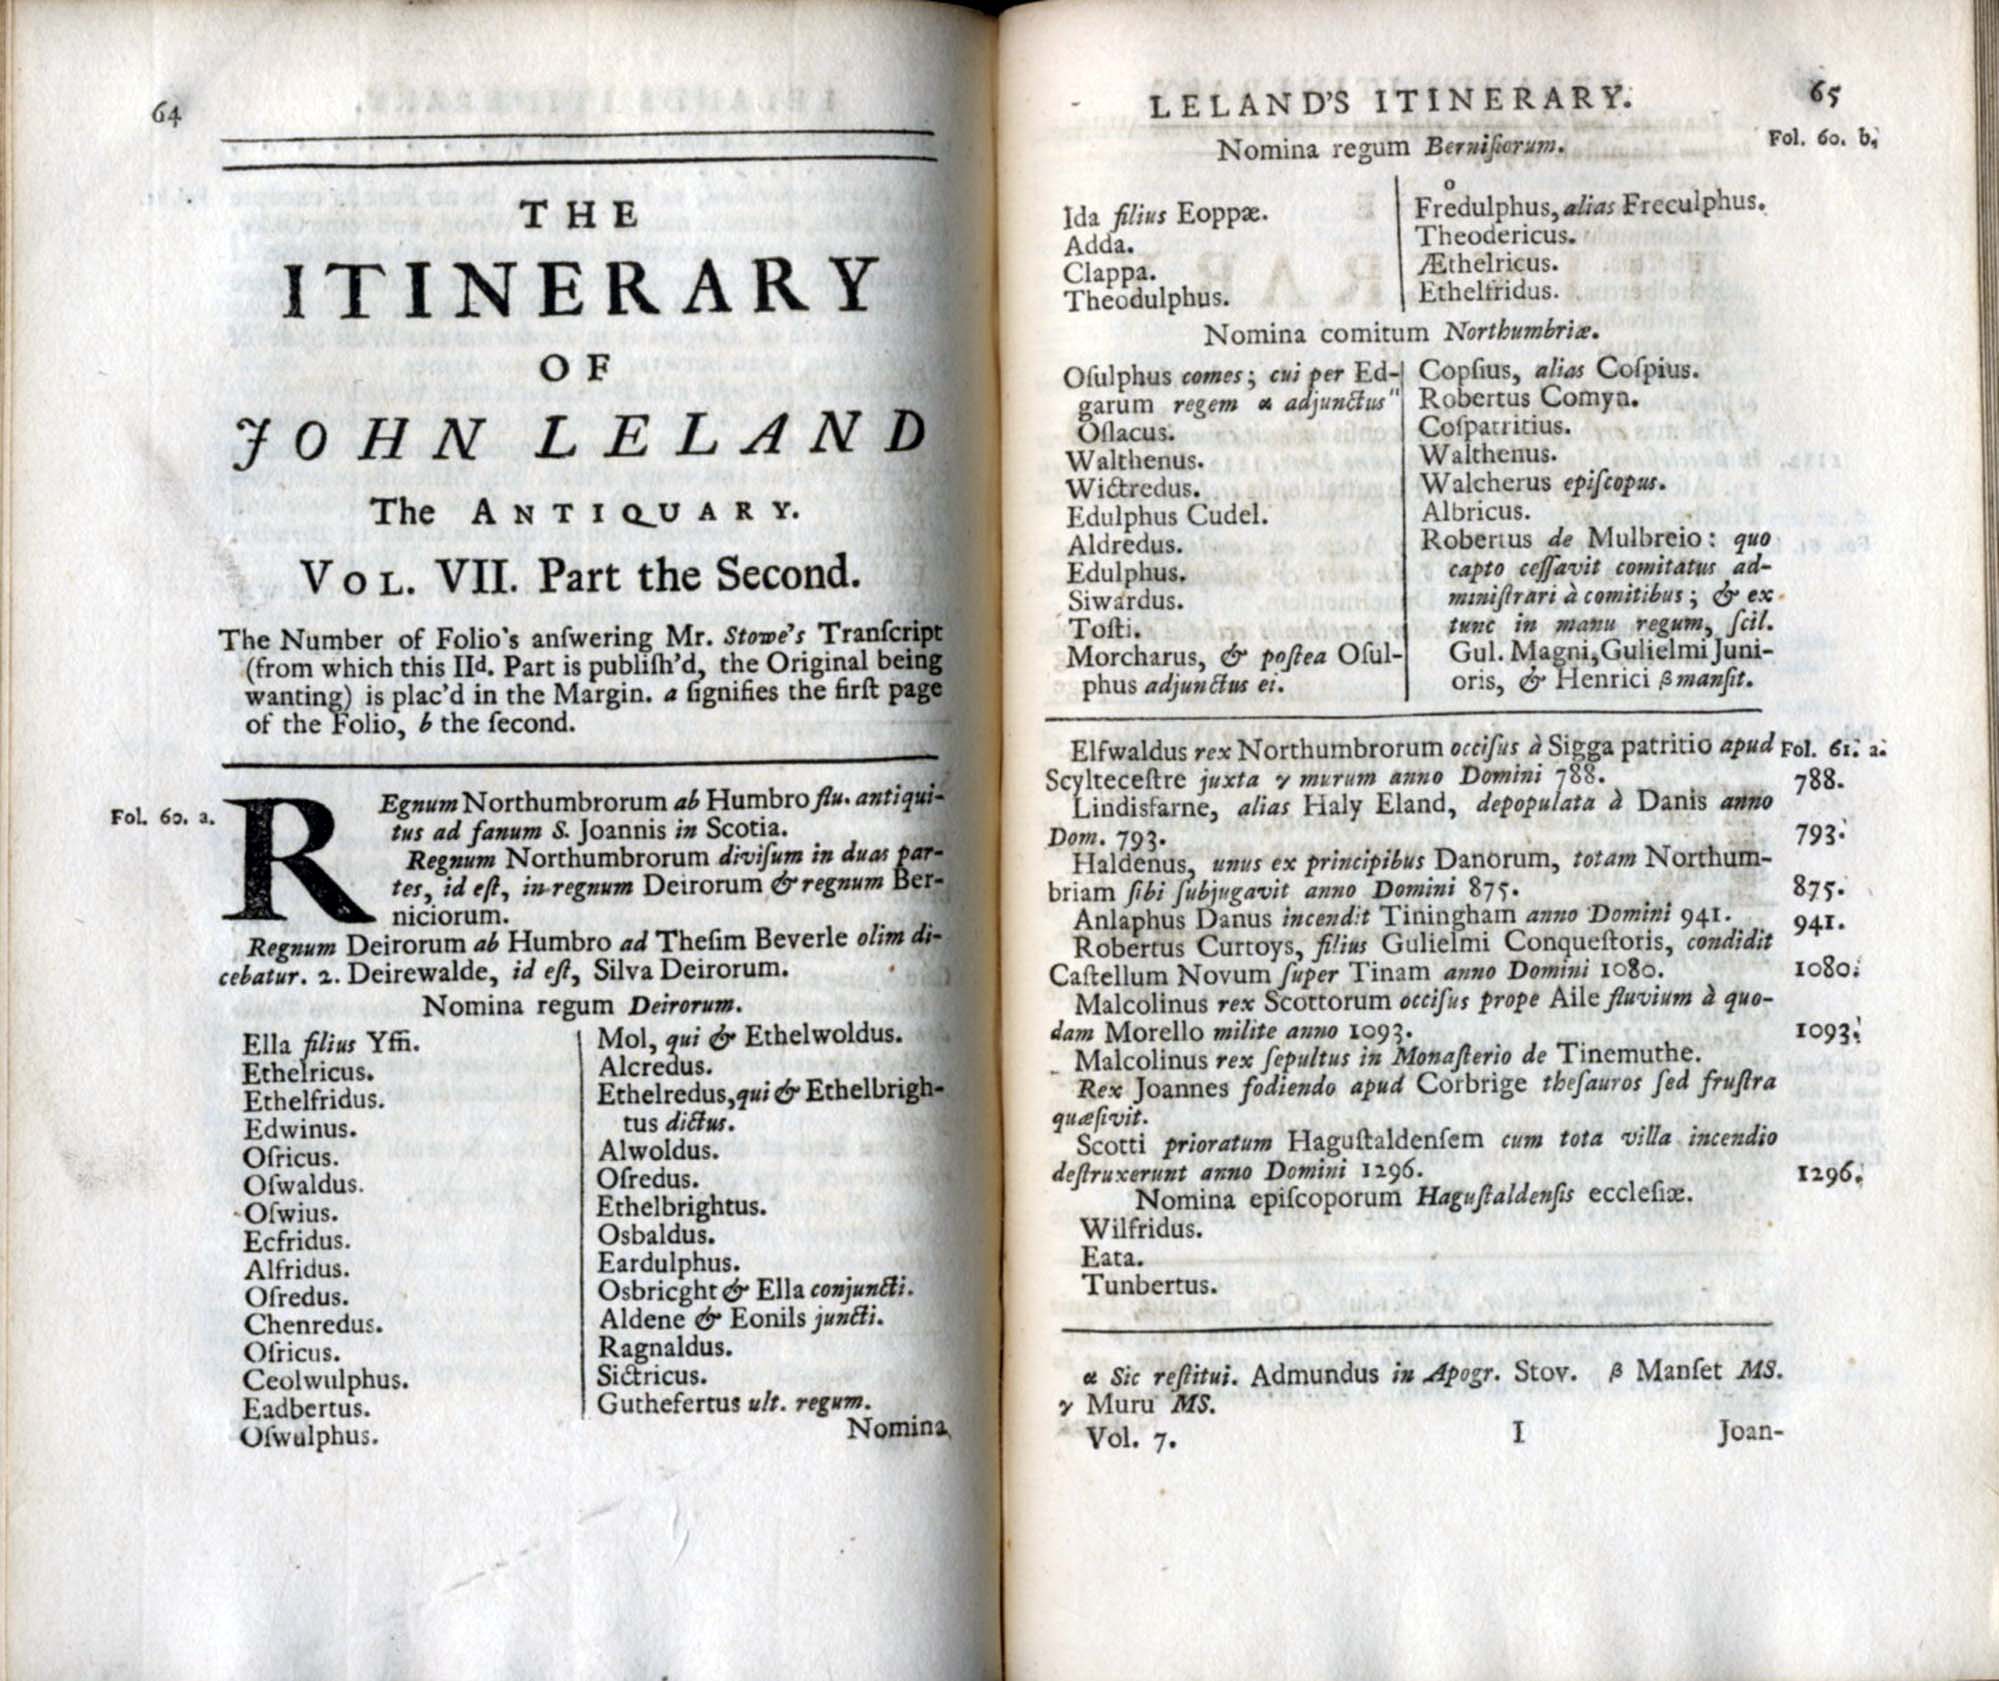 64
THE
ITINERARY
OF
JOHN LELAND
The ANTIQUARY.
VOL. VII. Part the Second.
The Number of Folio's anſwering Mr. Stowe's Tranſcript
(from which this IId. Part is publiſh'd, the Original being
wanting) is plac'd in the Margin. a ſignifies the firſt page
of the Folio, b the ſecond.
Fol. 60. a.
REgnum Northumbrorum ab Humbro flu. antiqui-
tus ad fanum S. Joannis in Scotia.
Regnum Northumbrorum diviſum in duas par-
tes, id eſt, in regnum Deirorum & regnum Ber-
niciorum.
Regnum Deirorum ab Humbro ad Theſim Beverle olim di-
cebatur. 2. Deirewalde, id eſt, Silva Deirorum.
Nomina regum Deirorum.
Ella filius Yffi.
Ethelricus.
Ethelfridus.
Edwinus.
Oſricus.
Oſwaldus.
Oſwius.
Ecfridus.
Alfridus.
Oſredus.
Chenredus.
Oſricus.
Ceolwulphus.
Eadbertus.
Oſwulphus.
Mol, qui & Ethelwoldus.
Alcredus.
Ethelredus, qui & Ethelbrigh-
tus dictus.
Alwoldus.
Oſredus.
Ethelbrightus.
Osbaldus.
Eardulphus.
Osbricght & Ella conjuncti.
Aldene & Eonils juncti.
Ragnaldus.
Sictricus.
Guthefertus ult. regum.
Nomina
LELAND'S ITINERARY.
65
Nomina regum Berniſiorum.
Fol. 60. b.
Ida filius Eoppæ.
Adda.
Clappa.
Theodulphus.
o
Fredulphus, alias Freculphus.
Theodericus.
Æthelricus.
Ethelfridus.
Nomina comitum Northumbriæ.
Oſulphus comes; cui per Ed-
garum regem α adjunctus"
Oſlacus.
Walthenus.
Wictredus.
Edulphus Cudel.
Aldredus.
Edulphus.
Siwardus.
Toſti.
Morcharus, & poſtea Oſul-
phus adjunctus ei.
Copſius, alias Coſpius.
Robertus Comyn.
Coſpatritius.
Walthenus.
Walcherus epiſcopus.
Albricus.
Robertus de Mulbreio: quo
capto ceſſavit comitatus ad-
miniſtrari à comitibus; & ex
tunc in manu regum, ſcil.
Gul. Magni, Gulielmi Juni-
oris, & Henrici β manſit.
Elfwaldus rex Northumbrorum occiſus à Sigga patritio apud Fol. 61. a.
Scylteceſtre juxta γ murum anno Domini 788. 788.
Lindisfarne, alias Haly Eland, depopulata à Danis anno
Dom. 793. 793.
Haldenus, unus ex principibus Danorum, totam Northum-
briam ſibi ſubjugavit anno Domini 875. 875.
Anlaphus Danus incendit Tiningham anno Domini 941. 941.
Robertus Curtoys, filius Gulielmi Conqueſtoris, condidit
Caſtellum Novum ſuper Tinam anno Domini 1080. 1080.
Malcolinus rex Scottorum occiſus prope Aile fluvium à quo-
dam Morello milite anno 1093. 1093.
Malcolinus rex ſepultus in Monaſterio de Tinemuthe.
Rex Joannes fodiendo apud Corbrige theſauros ſed fruſtra
quæſivit.
Scotti prioratum Haguſtaldenſem cum tota villa incendio
deſtruxerunt anno Domini 1296. 1296.
Nomina epiſcoporum Haguſtaldenſis eccleſiæ.
Wilfridus.
Eata.
Tunbertus.
α Sic reſtitui. Admundus in Apogr. Stov. β Manſet MS.
γ Muru MS.
Vol. 7. I Joan-